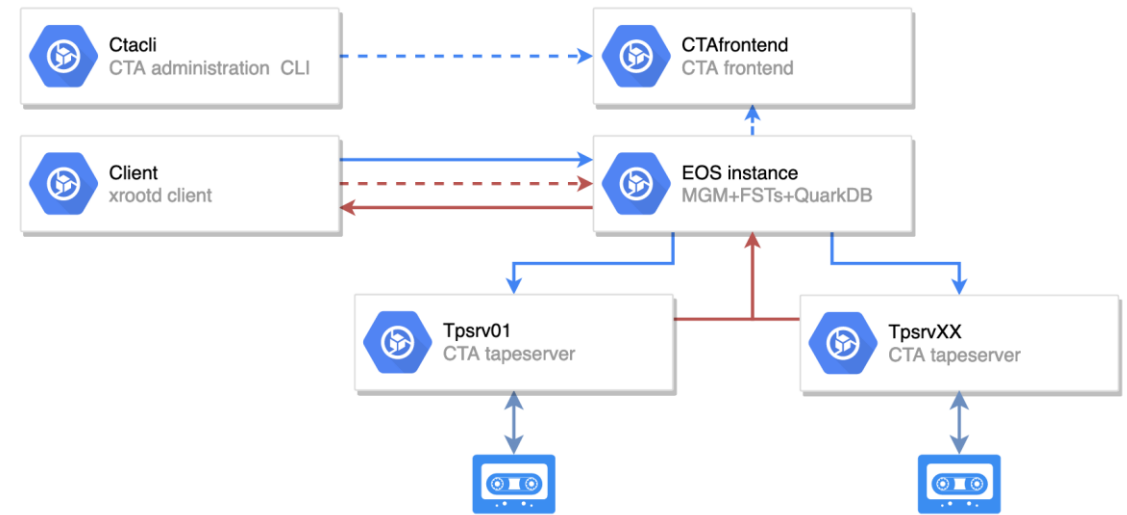 Ctacli
CTA administration CLI
CTAfrontend
CTA frontend
Client
xrootd client
EOS instance
MGM+FSTs+QuarkDB
Tpsrv01
CTA tapeserver
TpsrvXX
CTA tapeserver